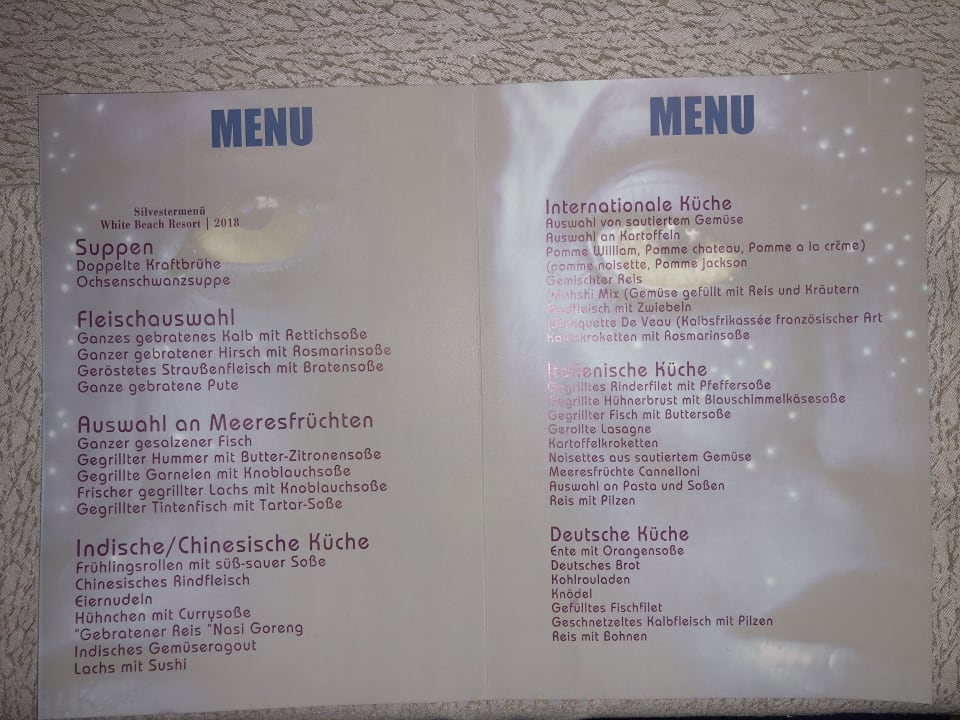 MENU
Silvestermenü
White Beach Resort | 2018
Suppen
Doppelte Kraftbrühe
Ochsenschwanzsuppe
Fleischauswahl
Ganzes gebratenes Kalb mit Rettichsoße
Ganzer gebratener Hirsch mit Rosmarinsoße
Geröstetes Straußenfleisch mit Bratensoße
Ganze gebratene Pute
Auswahl an Meeresfrüchten
Ganzer gesalzener Fisch
Gegrillter Hummer mit Butter-Zitronensoße
Gegrillte Garnelen mit Knoblauchsoße
Frischer gegrillter Lachs mit Knoblauchsoße
Gegrillter Tintenfisch mit Tartar-Soße
Indische/Chinesische Küche
Frühlingsrollen mit süß-sauer Soße
Chinesisches Rindfleisch
Eiernudeln
Hühnchen mit Currysoße
"Gebratener Reis "Nasi Goreng
Indisches Gemüseragout
Lachs mit Sushi
MENU
Internationale Küche
Auswahl von sautiertem Gemüse
Auswahl an Kartoffeln
Pomme William, Pomme chateau, Pomme a la crčme)
(pomme noisette, Pomme jackson
Gemischter Reis
Mahshi Mix (Gemüse gefüllt mit Reis und Kräutern
Rindfleisch mit Zwiebeln
De Veau (Kalbsfrikassée französischer Art
mit Rosmarinsoße
Italienische Küche
Gegrilltes Rinderfilet mit Pfeffersoße
Gegrillte Hühnerbrust mit Blauschimmelkäsesoße
Gegrillter Fisch mit Buttersoße
Gerollte Lasagne
Kartoffelkroketten
Noisettes aus sautiertem Gemüse
Meeresfrüchte Cannelloni
Auswahl an Pasta und Soßen
Reis mit Pilzen
Deutsche Küche
Ente mit Orangensoße
Deutsches Brot
Kohlrouladen
Knödel
Gefülltes Fischfilet
Geschnetzeltes Kalbfleisch mit Pilzen
Reis mit Bohnen